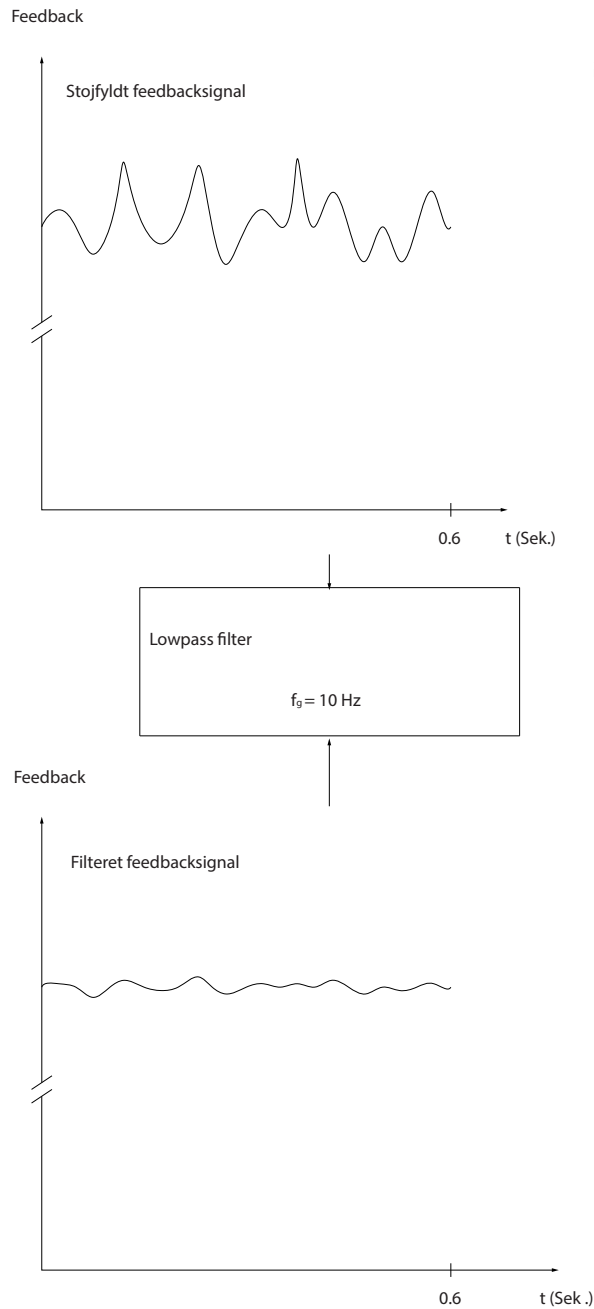 Feedback
Stojfyldt feedbacksignal
0.6 t (Sek.)
Lowpass filter
fg = 10 Hz
Feedback
Filteret feedbacksignal
0.6 t (Sek .)